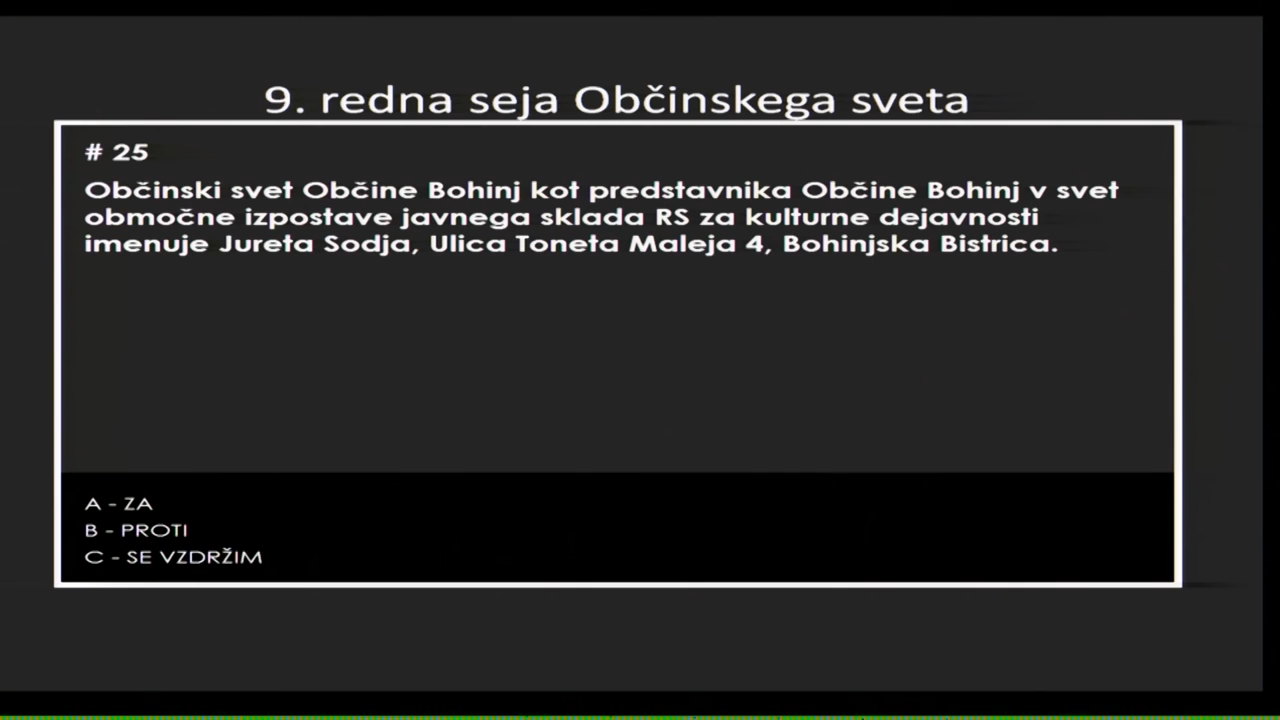 9. redna seja Občinskega sveta
# 25
Občinski svet Občine Bohinj kot predstavnika Občine Bohinj v svet
območne izpostave javnega sklada RS za kulturne dejavnosti
imenuje Jureta Sodja, Ulica Toneta Maleja 4, Bohinjska Bistrica.
A - ZA
B - PROTI
C - SE VZDRŽIM